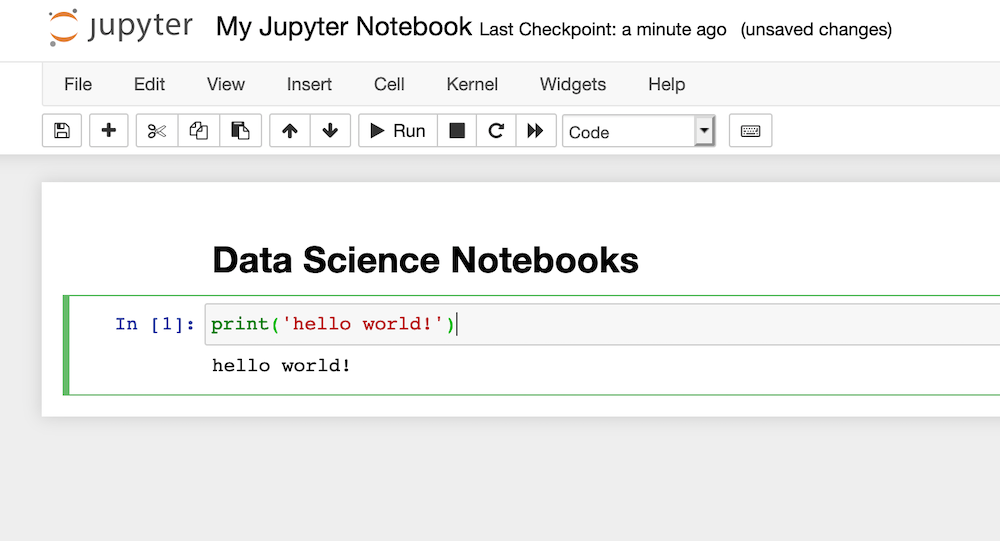 jupyter My Jupyter Notebook Last Checkpoint: a minute ago (unsaved changes)
File Edit View Insert Cell Kernel Widgets Help
Run Code
Data Science Notebooks
In [1]: print('hello world!')
hello world!